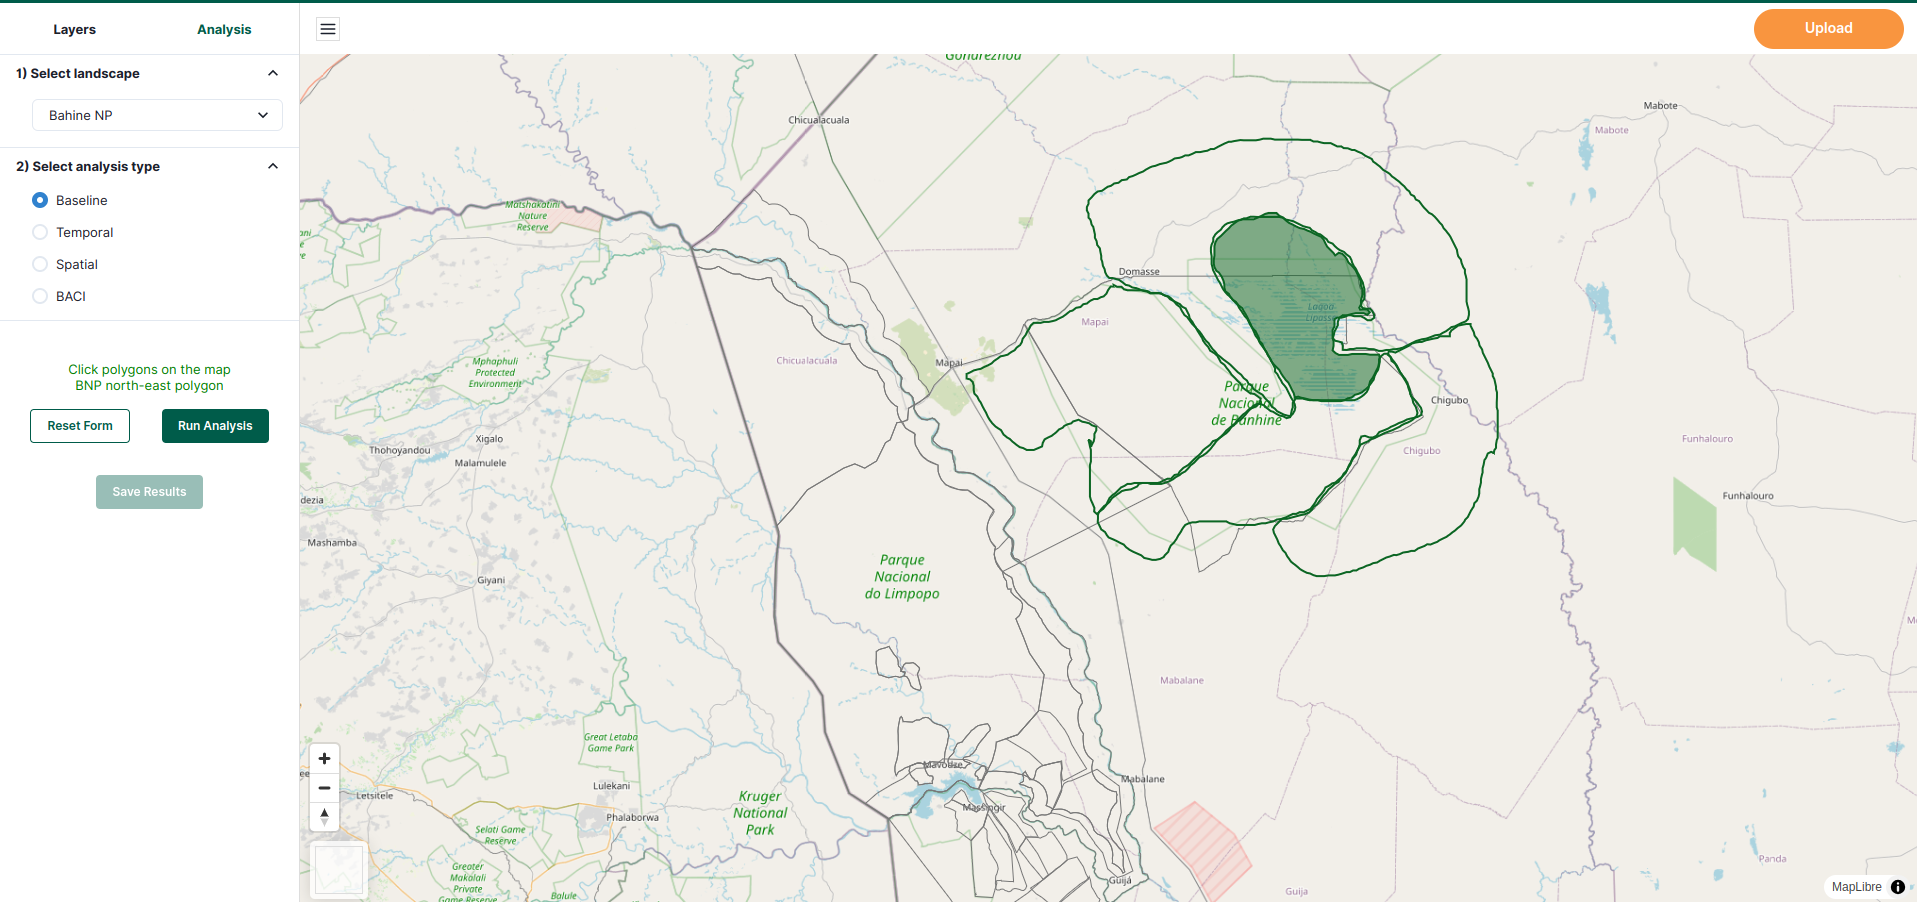 Layers
Analysis
Upload
1) Select landscape
Bahine NP
2) Select analysis type
Baseline
Temporal
Spatial
BACI
Click polygons on the map
BNP north-east polygon
Reset Form
Run Analysis
Save Results
Gonarezhou
Chicualacuala
Mabote
Mabote
Matshakatini
Nature
Reserve
Domasse
Lagoa
Mapai
Mapai
Chicualacuala
Mphaphuli
Protected
Environment
Parque
Nacional
de Banhine
Chigubo
Chigubo
Funhalouro
Funhalouro
Xigalo
Thohoyandou
Malamulele
dezia
Mashamba
Giyani
Parque
Nacional
do Limpopo
Mabalane
Great Letaba
Game Park
Mavodze
Massingir
Mabalane
Letsitele
Lulekani
Phalaborwa
Kruger
National
Park
Selati Game
Reserve
Greater
Makalali
Private
Game Reserve
Balule
Guijá
Guija
Panda
MapLibre